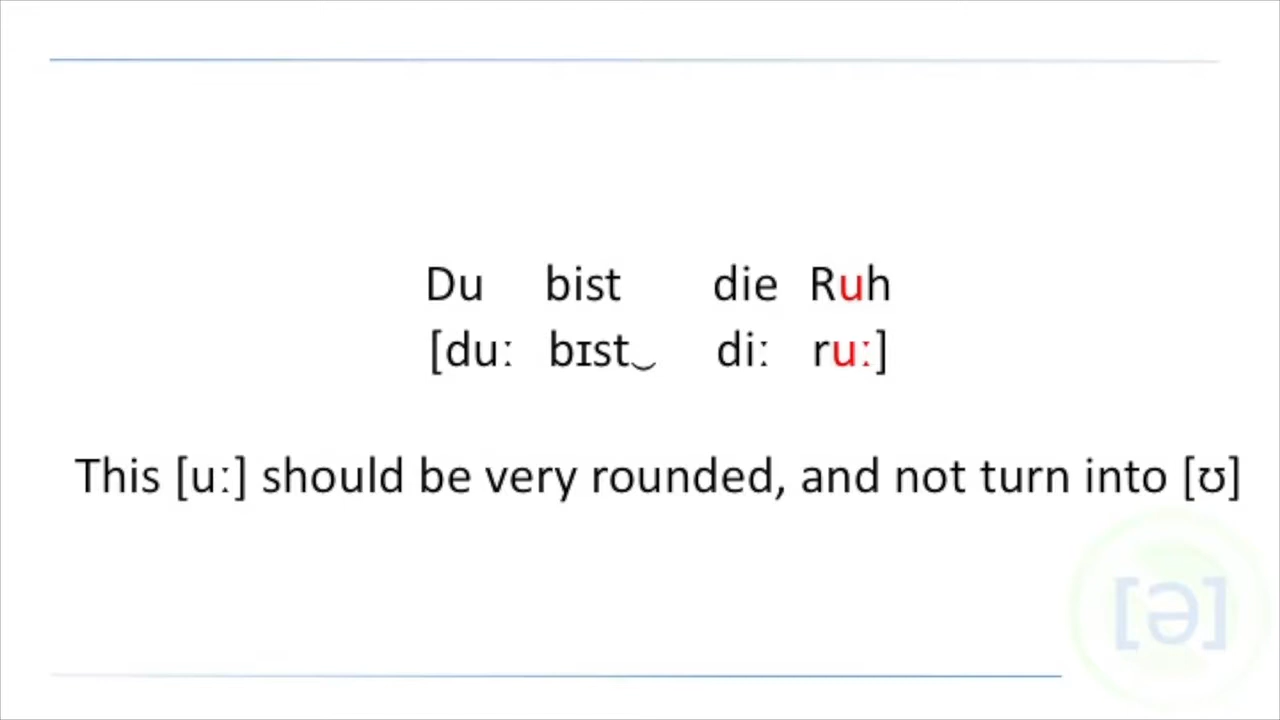 Du bist die Ruh
[duː bɪst‿ diː ruː]
This [uː] should be very rounded, and not turn into [ʊ]
[ə]